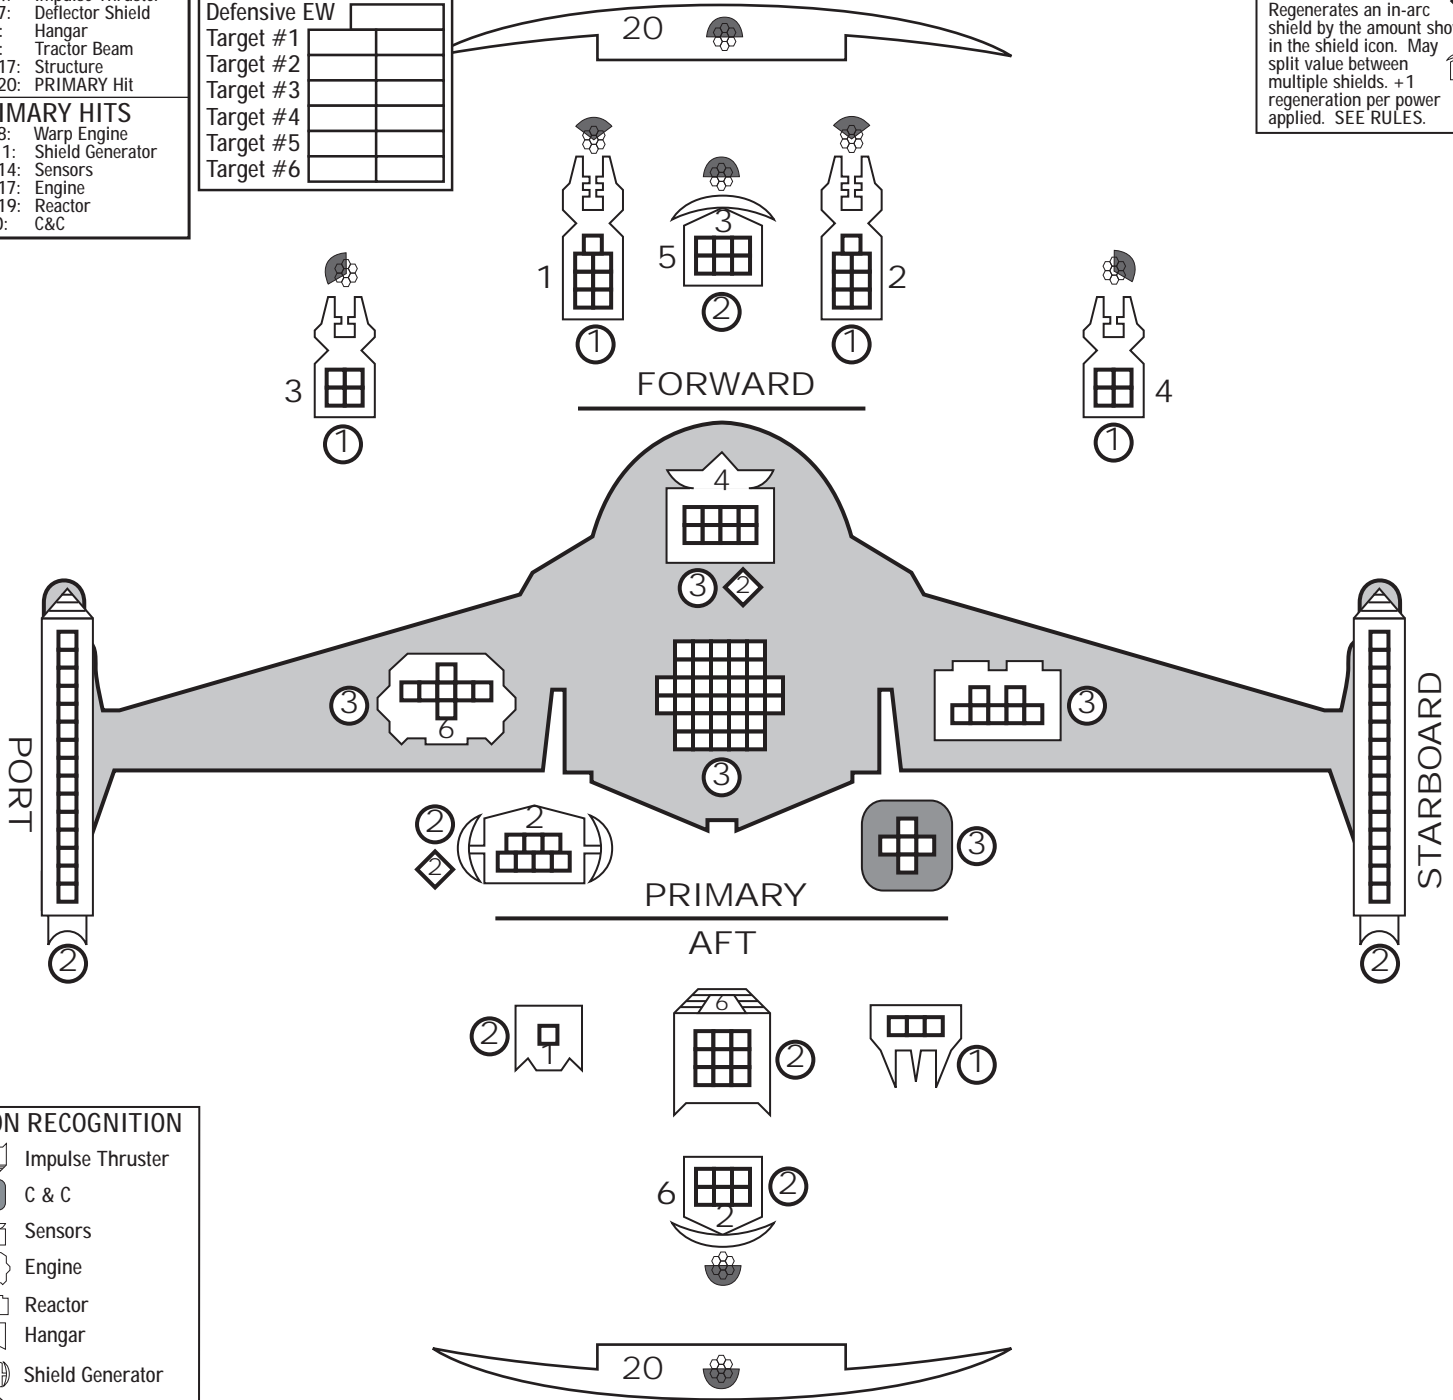 7: Deflector Shield
: Hangar
: Tractor Beam
17: Structure
20: PRIMARY Hit
IMARY HITS
8: Warp Engine
1: Shield Generator
14: Sensors
17: Engine
19: Reactor
0: C&C
Defensive EW
Target #1
Target #2
Target #3
Target #4
Target #5
Target #6
20
Regenerates an in-arc
shield by the amount sho
in the shield icon. May
split value between
multiple shields. +1
regeneration per power
applied. SEE RULES.
1
1
5
3
2
2
1
3
1
4
1
FORWARD
4
3
2
3
6
3
3
PORT
STARBOARD
2
2
2
2
2
3
PRIMARY
AFT
2
1
6
2
1
6
2
2
20
ON RECOGNITION
Impulse Thruster
C & C
Sensors
Engine
Reactor
Hangar
Shield Generator